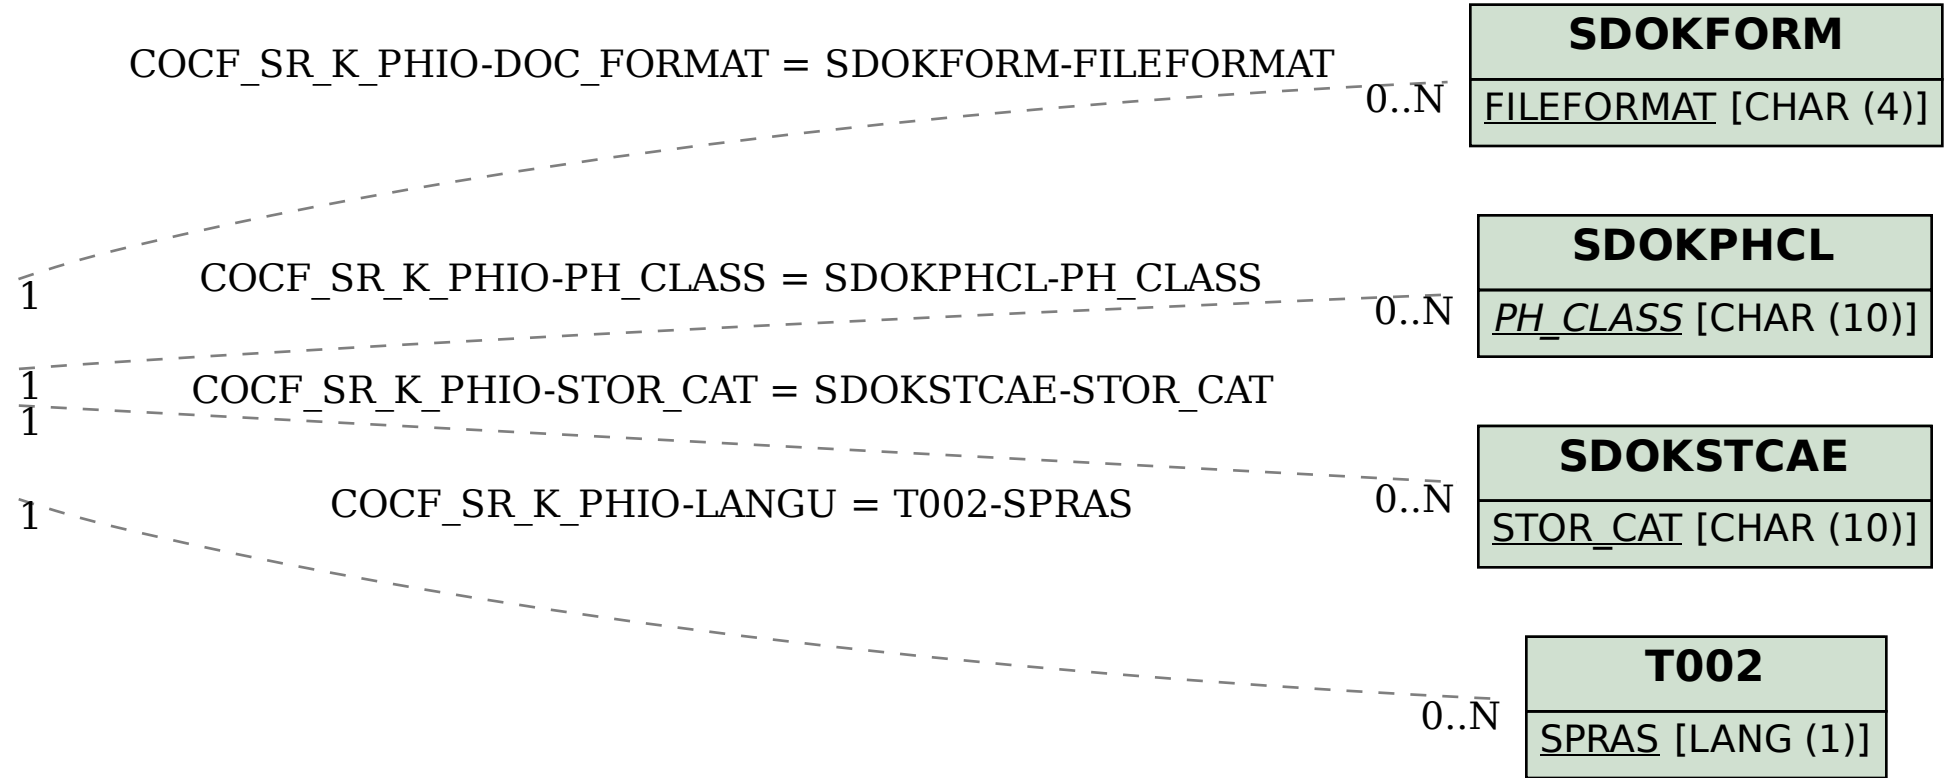 SDOKFORM
COCF_SR_K_PHIO-DOC_FORMAT = SDOKFORM-FILEFORMAT
0..N
FILEFORMAT [CHAR (4)]
SDOKPHCL
COCF_SR_K_PHIO-PH_CLASS = SDOKPHCL-PH_CLASS
1
0..N
PH_CLASS [CHAR (10)]
1
COCF_SR_K_PHIO-STOR_CAT = SDOKSTCAE-STOR_CAT
1
SDOKSTCAE
0..N
COCF_SR_K_PHIO-LANGU = T002-SPRAS
1
STOR_CAT [CHAR (10)]
T002
0..N
SPRAS [LANG (1)]